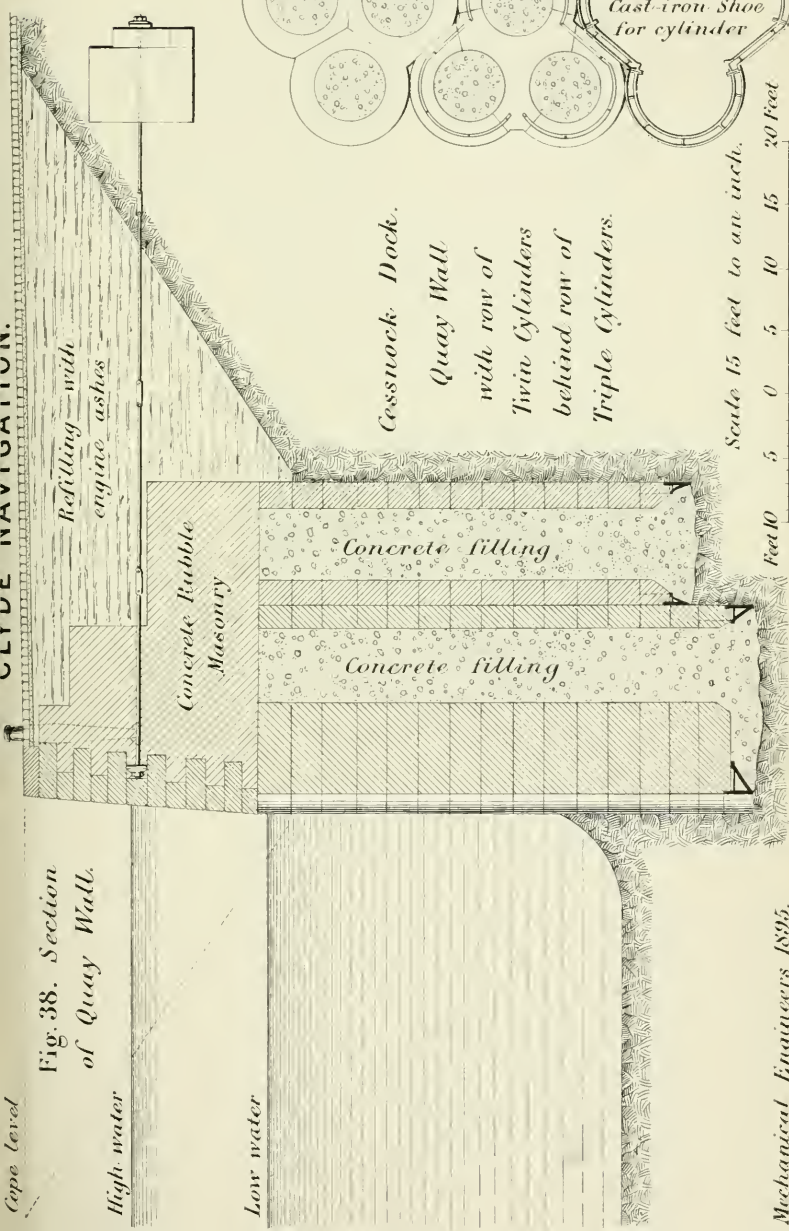 CLYDE NAVIGATION.
Cope level
Fig. 38. Section
of Quay Wall.
High water
Low water
Refilling with
engine ashes
Concrete Rubble
Masonry
Concrete filling
Concrete filling
Cast-iron Shoe
for cylinder
Cessnock Dock.
Quay Wall
with row of
Twin Cylinders
behind row of
Triple Cylinders.
Scale 15 feet to an inch.
Feet 10 5 0 5 10 15 20 Feet
Mechanical Engineers 1895.